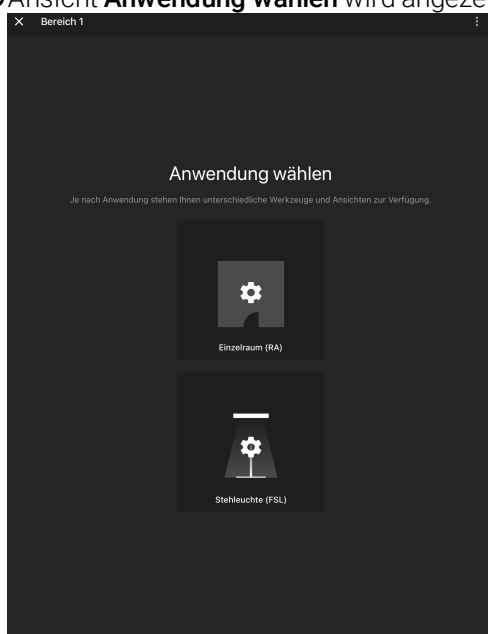 Ansicht Anwendung wählen wird angeze
Bereich 1
Anwendung wählen
Je nach Anwendung stehen Ihnen unterschiedliche Werkzeuge und Ansichten zur Verfügung.
Einzelraum (RA)
Stehleuchte (FSL)